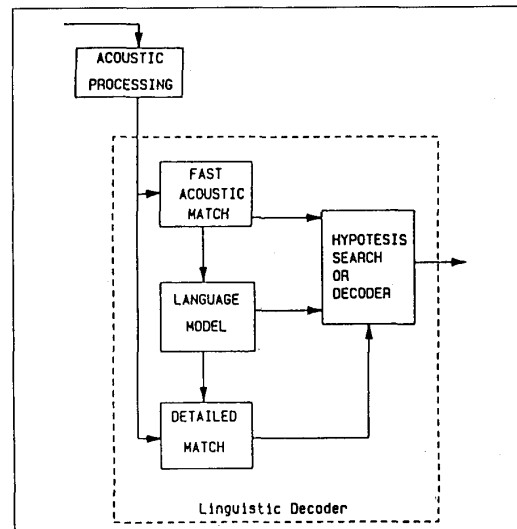 ACOUSTIC
PROCESSING
FAST
ACOUSTIC
MATCH
HYPOTESIS
SEARCH
OR
DECODER
LANGUAGE
MODEL
DETAILED
MATCH
Linguistic Decoder